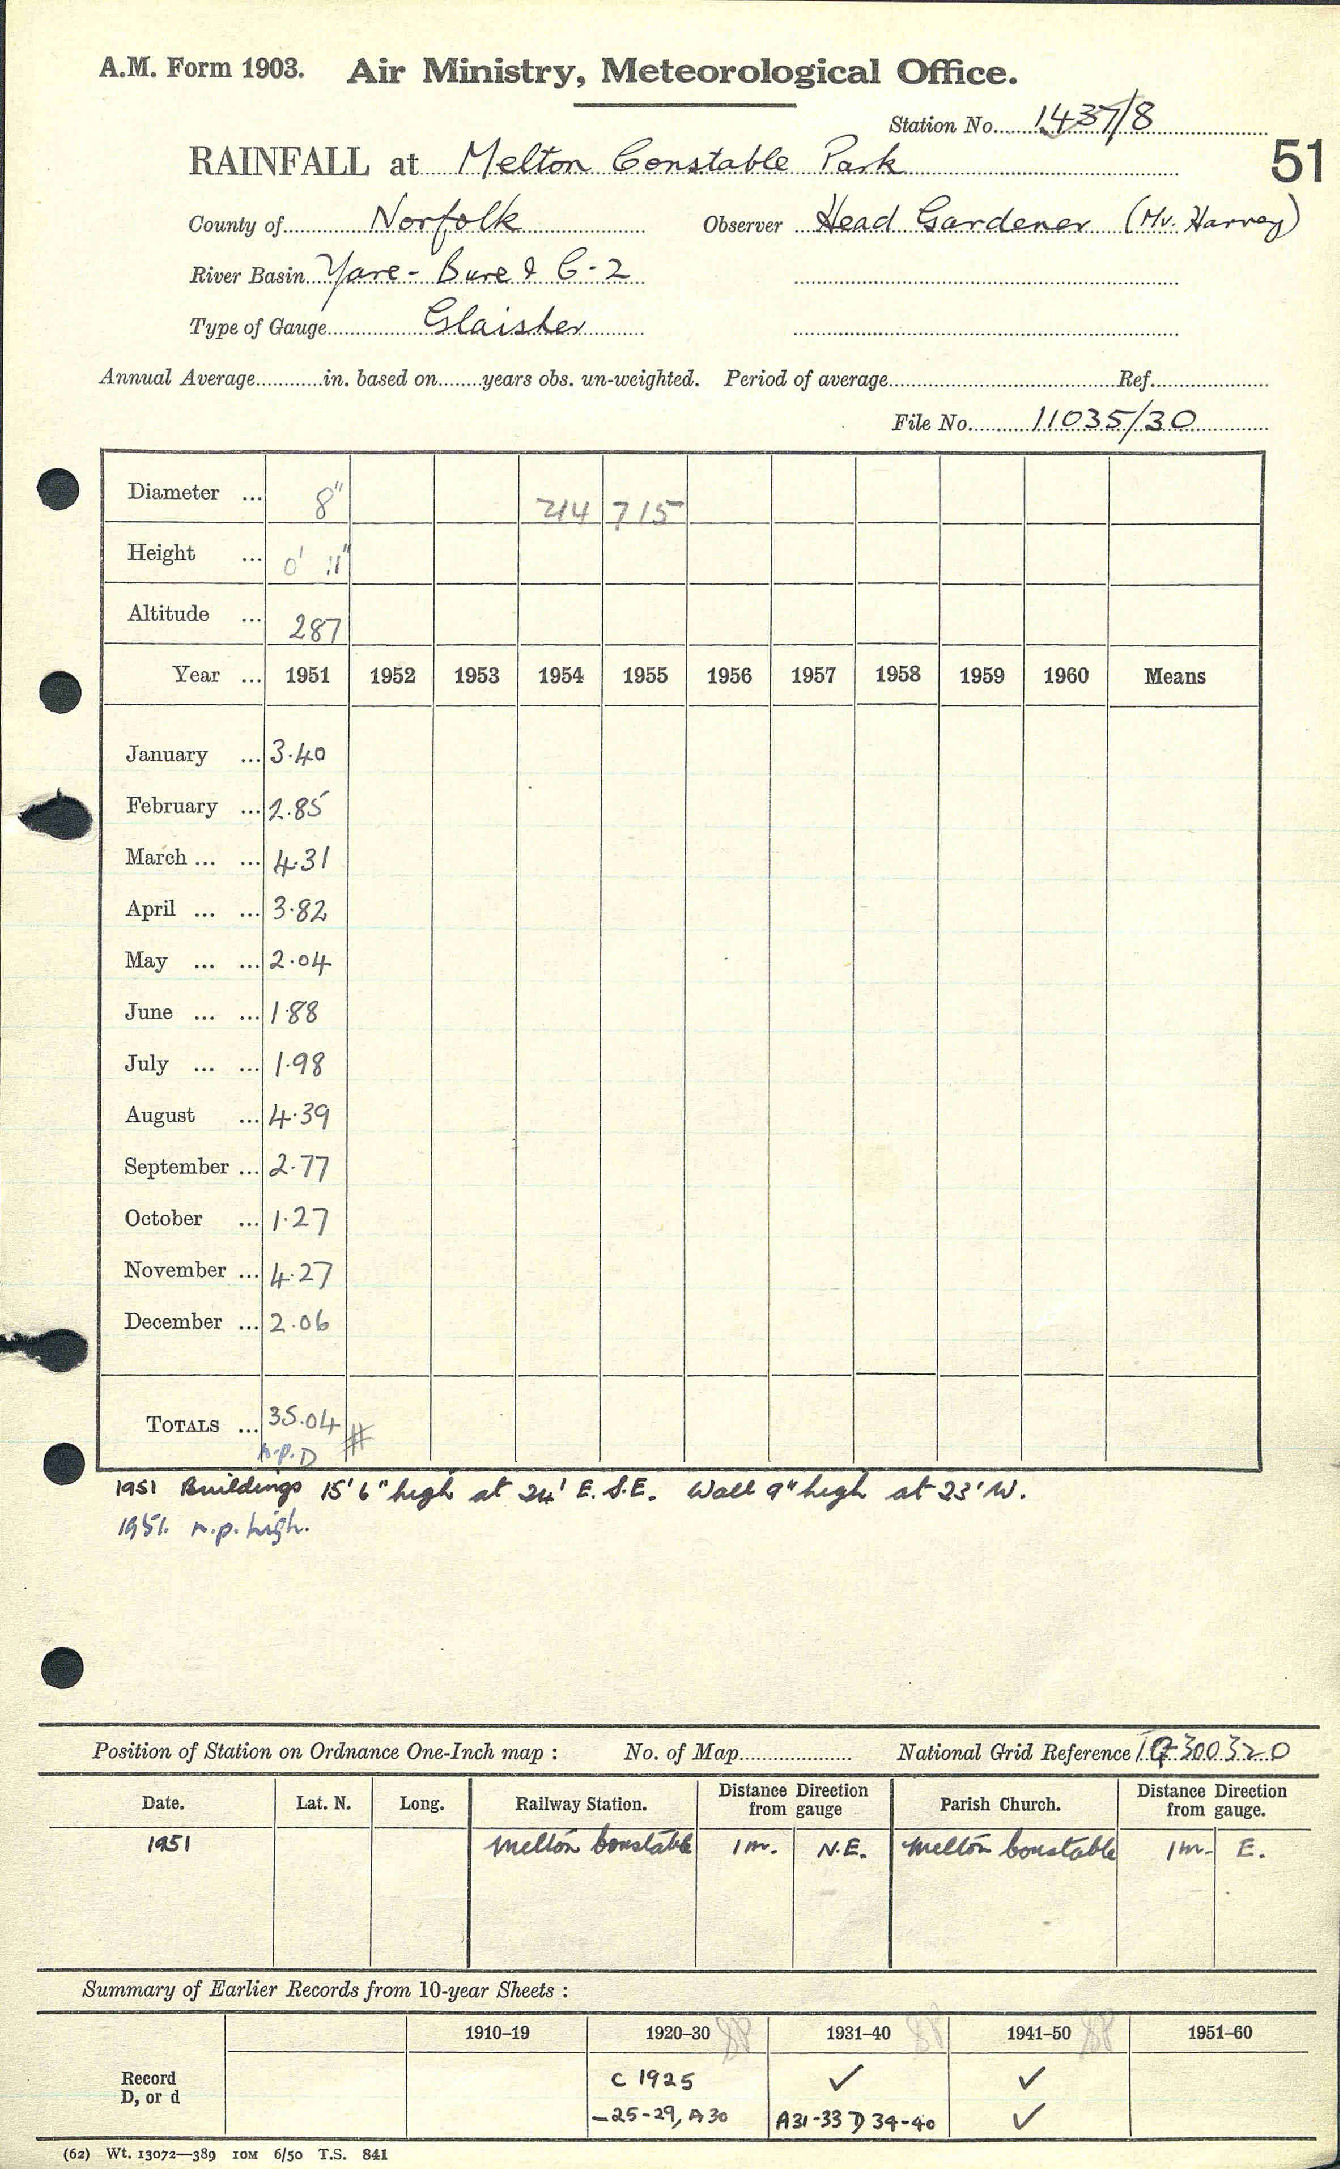 A.M. Form 1903. Air Ministry, Meteorological Office.
Station No. 1437/8
51
RAINFALL at Melton Constable Park
County of Norfolk Observer Head Gardener (Mr. Harvey)
River Basin Yare - Bure & C-2
Type of Gauge Glaisher
Annual Average in. based on years obs. un-weighted. Period of average Ref.
File No. 11035/30
Diameter ... 8" 714 715
Height ... 0' 11"
Altitude ... 287
Year ... 1951 1952 1953 1954 1955 1956 1957 1958 1959 1960 Means
January ... 3.40
February ... 2.85
March ... ... 4.31
April ... ... 3.82
May ... ... 2.04
June ... ... 1.88
July ... ... 1.98
August ... 4.39
September ... 2.77
October ... 1.27
November ... 4.27
December ... 2.06
TOTALS ... 35.04 #
n.p.D
1951 Buildings 15' 6" high at 24' E.S.E. Wall 9" high at 23' W.
1951. n.p. high.
Position of Station on Ordnance One-Inch map : No. of Map National Grid Reference 300320
Date. Lat. N. Long. Railway Station. Distance Direction from gauge Parish Church. Distance Direction from gauge.
1951 Melton Constable 1 m. N.E. Melton Constable 1 m. E.
Summary of Earlier Records from 10-year Sheets :
1910–19 1920–30 1931–40 1941–50 1951–60
Record C 1925 ✓ ✓
D, or d –25-29, A30 A31-33 D 34-40 ✓
(62) Wt. 13072—389 10M 6/50 T.S. 841